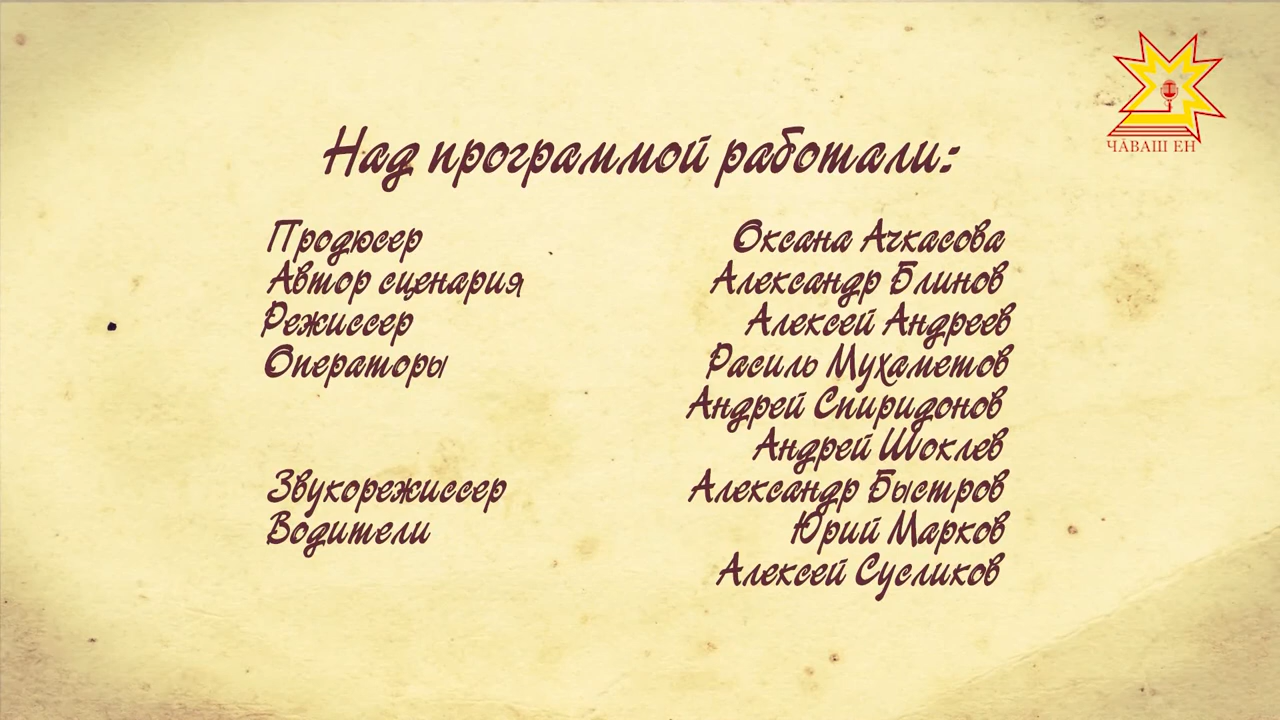 ЧӐВАШ ЕН
Над программой работали:
Продюсер Оксана Ачкасова
Автор сценария Александр Блинов
Режиссер Алексей Андреев
Операторы Расиль Мухаметов
Андрей Спиридонов
Андрей Шоклев
Звукорежиссер Александр Быстров
Водители Юрий Марков
Алексей Сусликов